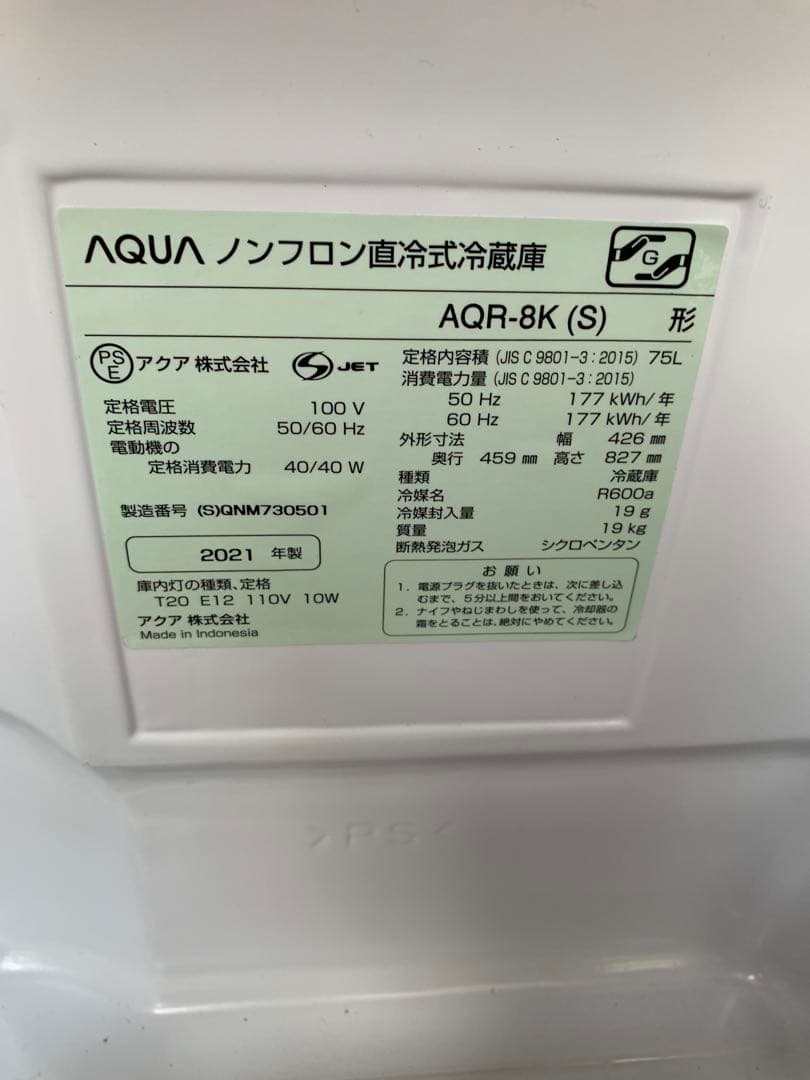 AQUA ノンフロン直冷式冷蔵庫
G
AQR-8K (S) 形
PSE アクア 株式会社 S JET
定格電圧 100 V
定格周波数 50/60 Hz
電動機の
定格消費電力 40/40 W
製造番号 (S)QNM730501
2021 年製
庫内灯の種類、定格
T20 E12 110V 10W
アクア 株式会社
Made in Indonesia
定格内容積 (JIS C 9801-3:2015) 75L
消費電力量 (JIS C 9801-3:2015)
50 Hz 177 kWh/年
60 Hz 177 kWh/年
外形寸法 幅 426 mm
奥行 459 mm 高さ 827 mm
種類 冷蔵庫
冷媒名 R600a
冷媒封入量 19 g
質量 19 kg
断熱発泡ガス シクロペンタン
お願い
1. 電源プラグを抜いたときは、次に差し込
むまで、5分以上間をおいてください。
2. ナイフやねじまわしを使って、冷却器の
霜をとることは、絶対にやめてください。
>PS<